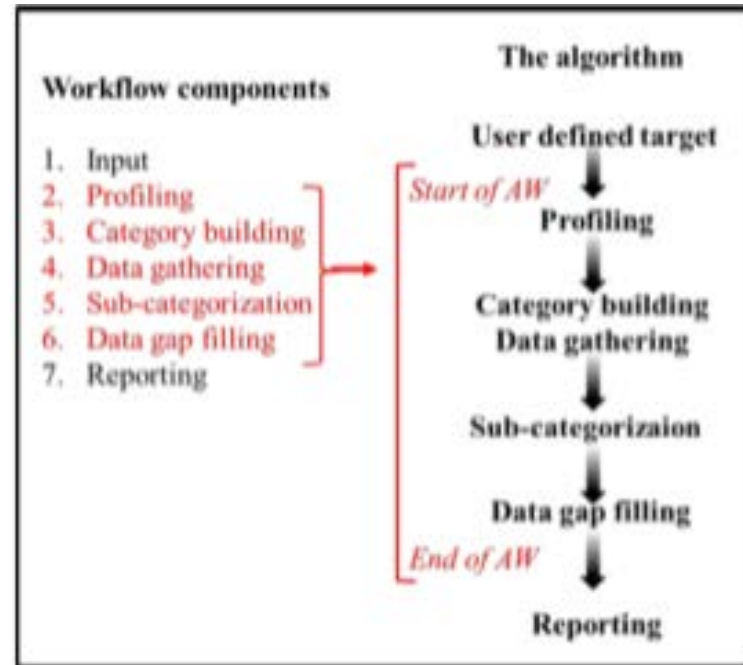 Workflow components
1. Input
2. Profiling
3. Category building
4. Data gathering
5. Sub-categorization
6. Data gap filling
7. Reporting
The algorithm
User defined target
Start of AW
Profiling
Category building
Data gathering
Sub-categorizaion
Data gap filling
End of AW
Reporting